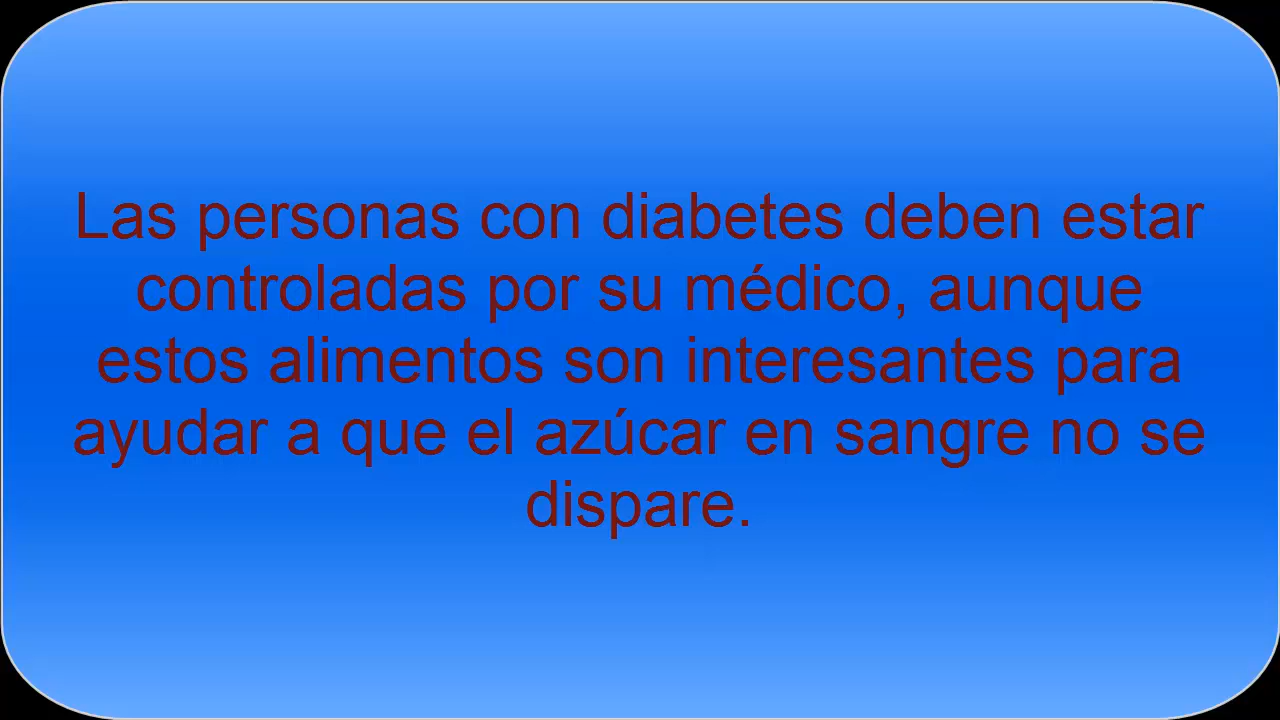 Las personas con diabetes deben estar
controladas por su médico, aunque
estos alimentos son interesantes para
ayudar a que el azúcar en sangre no se
dispare.